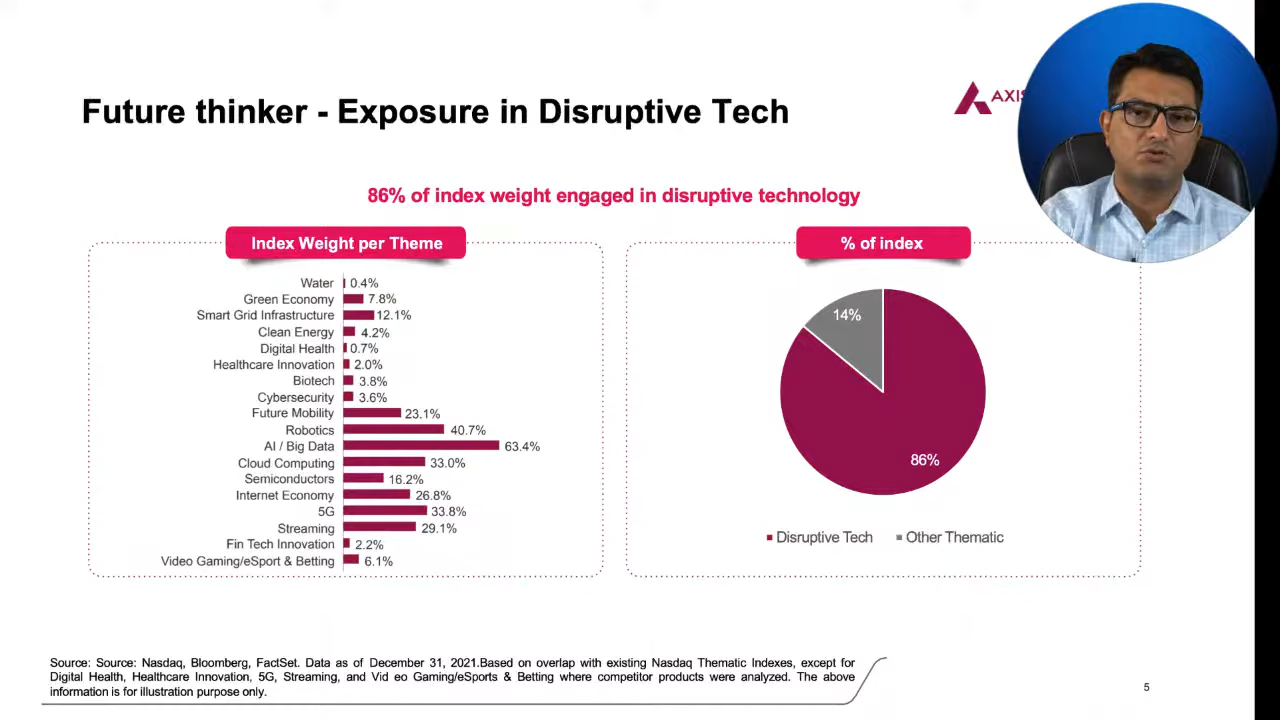 Future thinker - Exposure in Disruptive Tech
AXIS
86% of index weight engaged in disruptive technology
Index Weight per Theme
Water 0.4%
Green Economy 7.8%
Smart Grid Infrastructure 12.1%
Clean Energy 4.2%
Digital Health 0.7%
Healthcare Innovation 2.0%
Biotech 3.8%
Cybersecurity 3.6%
Future Mobility 23.1%
Robotics 40.7%
AI / Big Data 63.4%
Cloud Computing 33.0%
Semiconductors 16.2%
Internet Economy 26.8%
5G 33.8%
Streaming 29.1%
Fin Tech Innovation 2.2%
Video Gaming/eSport & Betting 6.1%
% of index
14%
86%
Disruptive Tech Other Thematic
Source: Source: Nasdaq, Bloomberg, FactSet. Data as of December 31, 2021.Based on overlap with existing Nasdaq Thematic Indexes, except for
Digital Health, Healthcare Innovation, 5G, Streaming, and Vid eo Gaming/eSports & Betting where competitor products were analyzed. The above
information is for illustration purpose only.
5